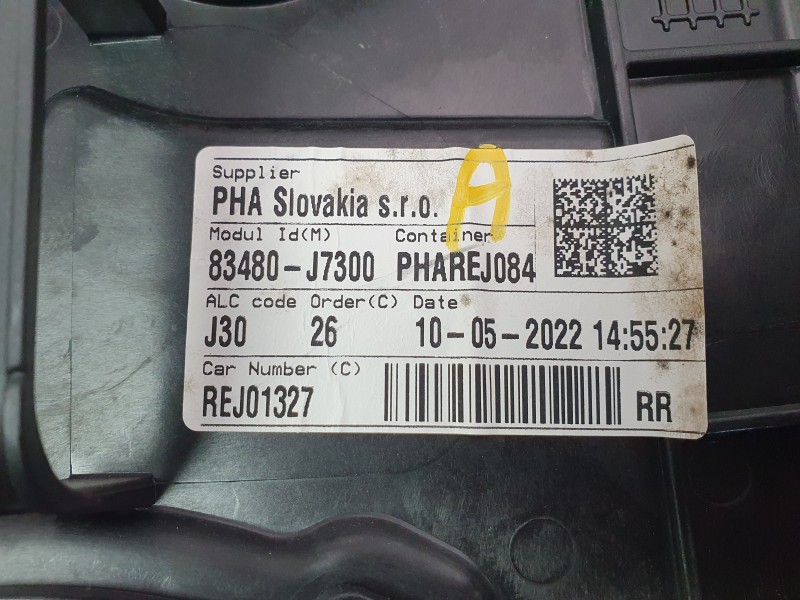 Supplier
PHA Slovakia s.r.o.
A
Modul Id(M) Container
83480-J7300 PHAREJ084
ALC code Order(C) Date
J30 26 10-05-2022 14:55:27
Car Number (C)
REJ01327 RR